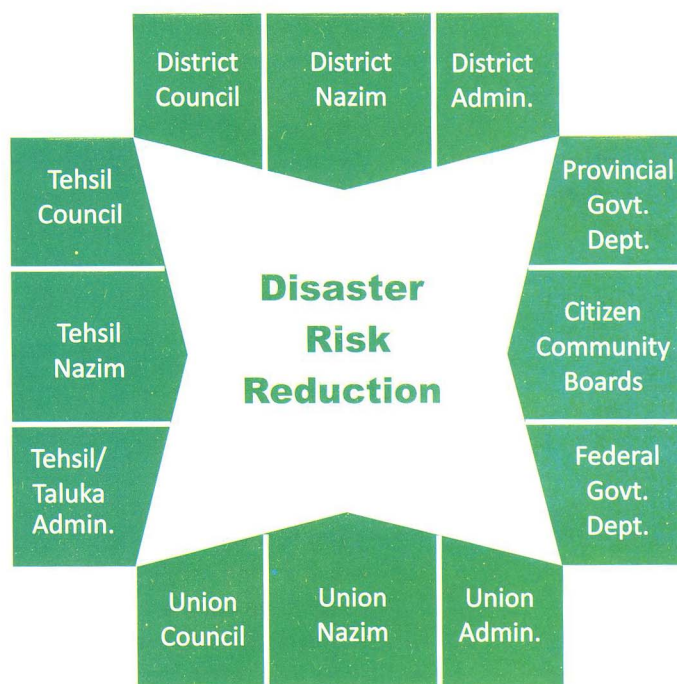 District
Council
District
Nazim
District
Admin.
Tehsil
Council
Provincial
Govt.
Dept.
Disaster
Risk
Reduction
Tehsil
Nazim
Citizen
Community
Boards
Tehsil/
Taluka
Admin.
Federal
Govt.
Dept.
Union
Council
Union
Nazim
Union
Admin.